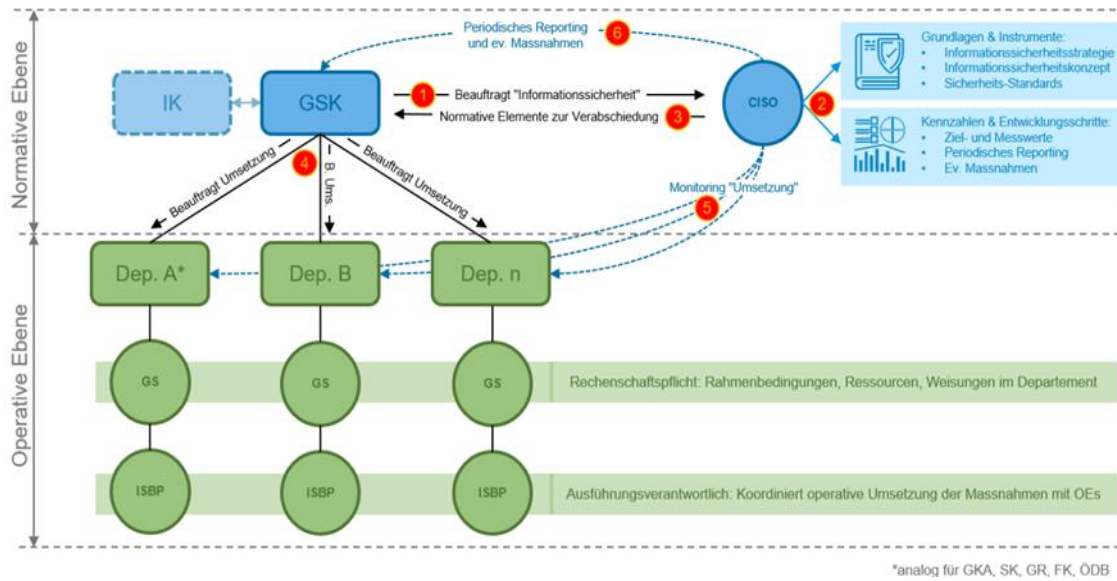 Normative Ebene
Periodisches Reporting
und ev. Massnahmen
6
IK
GSK
1
Beauftragt "Informationssicherheit"
Normative Elemente zur Verabschiedung
3
CISO
2
Grundlagen & Instrumente:
• Informationssicherheitsstrategie
• Informationssicherheitskonzept
• Sicherheits-Standards
Kennzahlen & Entwicklungsschritte:
• Ziel- und Messwerte
• Periodisches Reporting
• Ev. Massnahmen
4
Beauftragt Umsetzung
B. Ums.
Beauftragt Umsetzung
Monitoring "Umsetzung"
5
Operative Ebene
Dep. A*
Dep. B
Dep. n
GS
GS
GS
Rechenschaftspflicht: Rahmenbedingungen, Ressourcen, Weisungen im Departement
ISBP
ISBP
ISBP
Ausführungsverantwortlich: Koordiniert operative Umsetzung der Massnahmen mit OEs
*analog für GKA, SK, GR, FK, ÖDB